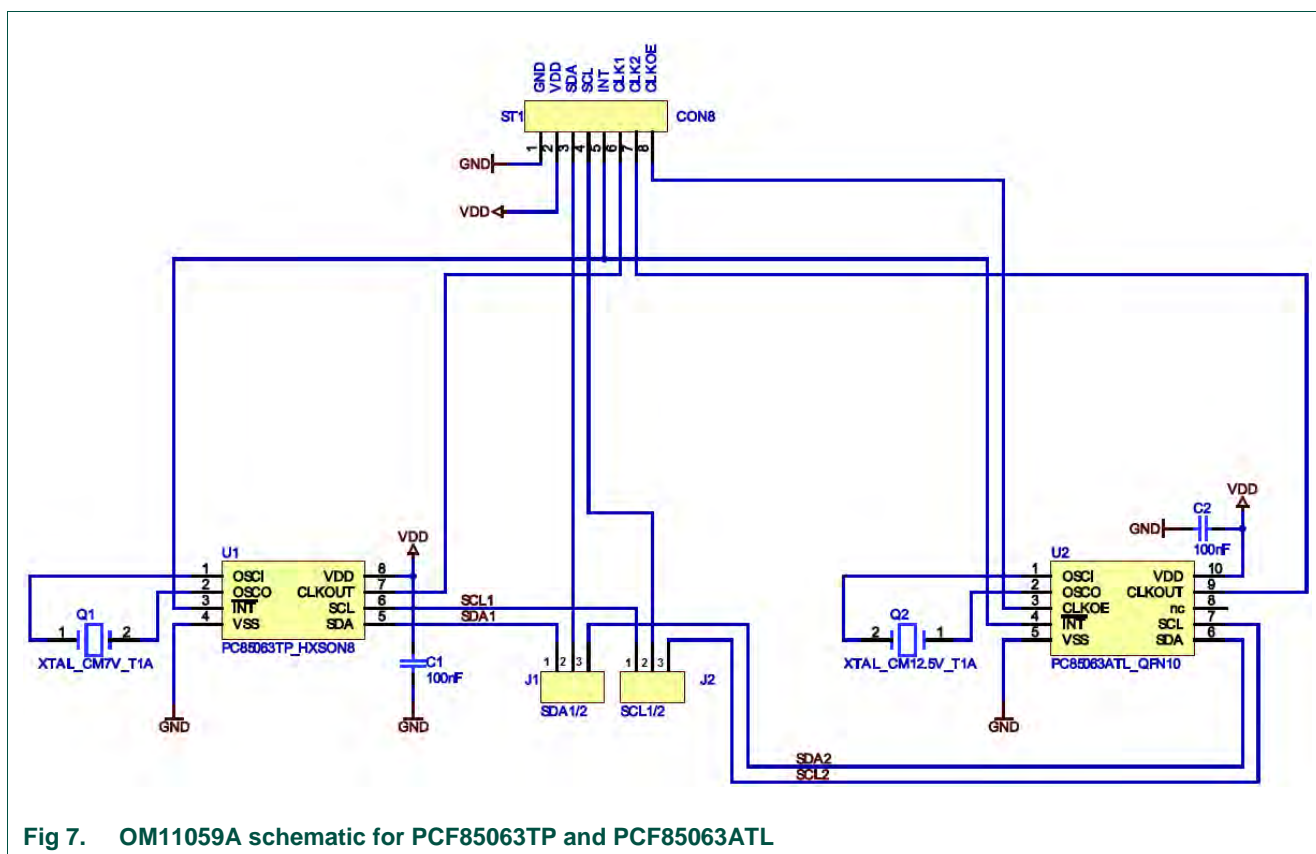 GND VDD SDA SCL INT CLK1 CLK2 CLKOE
ST1 CON8
1 2 3 4 5 6 7 8
GND
VDD
U1
1 OSCI VDD 8
2 OSCO CLKOUT 7
3 INT SCL 6
4 VSS SDA 5
PC85063TP_HXSON8
VDD
Q1
1 2
XTAL_CM7V_T1A
GND
C1
100nF
GND
SCL1
SDA1
J1 1 2 3
SDA1/2
1 2 3 J2
SCL1/2
SDA2
SCL2
VDD
C2
GND
100nF
U2
1 OSCI VDD 10
2 OSCO CLKOUT 9
3 CLKOE nc 8
4 INT SCL 7
5 VSS SDA 6
PC85063ATL_QFN10
Q2
2 1
XTAL_CM12.5V_T1A
GND
Fig 7. OM11059A schematic for PCF85063TP and PCF85063ATL